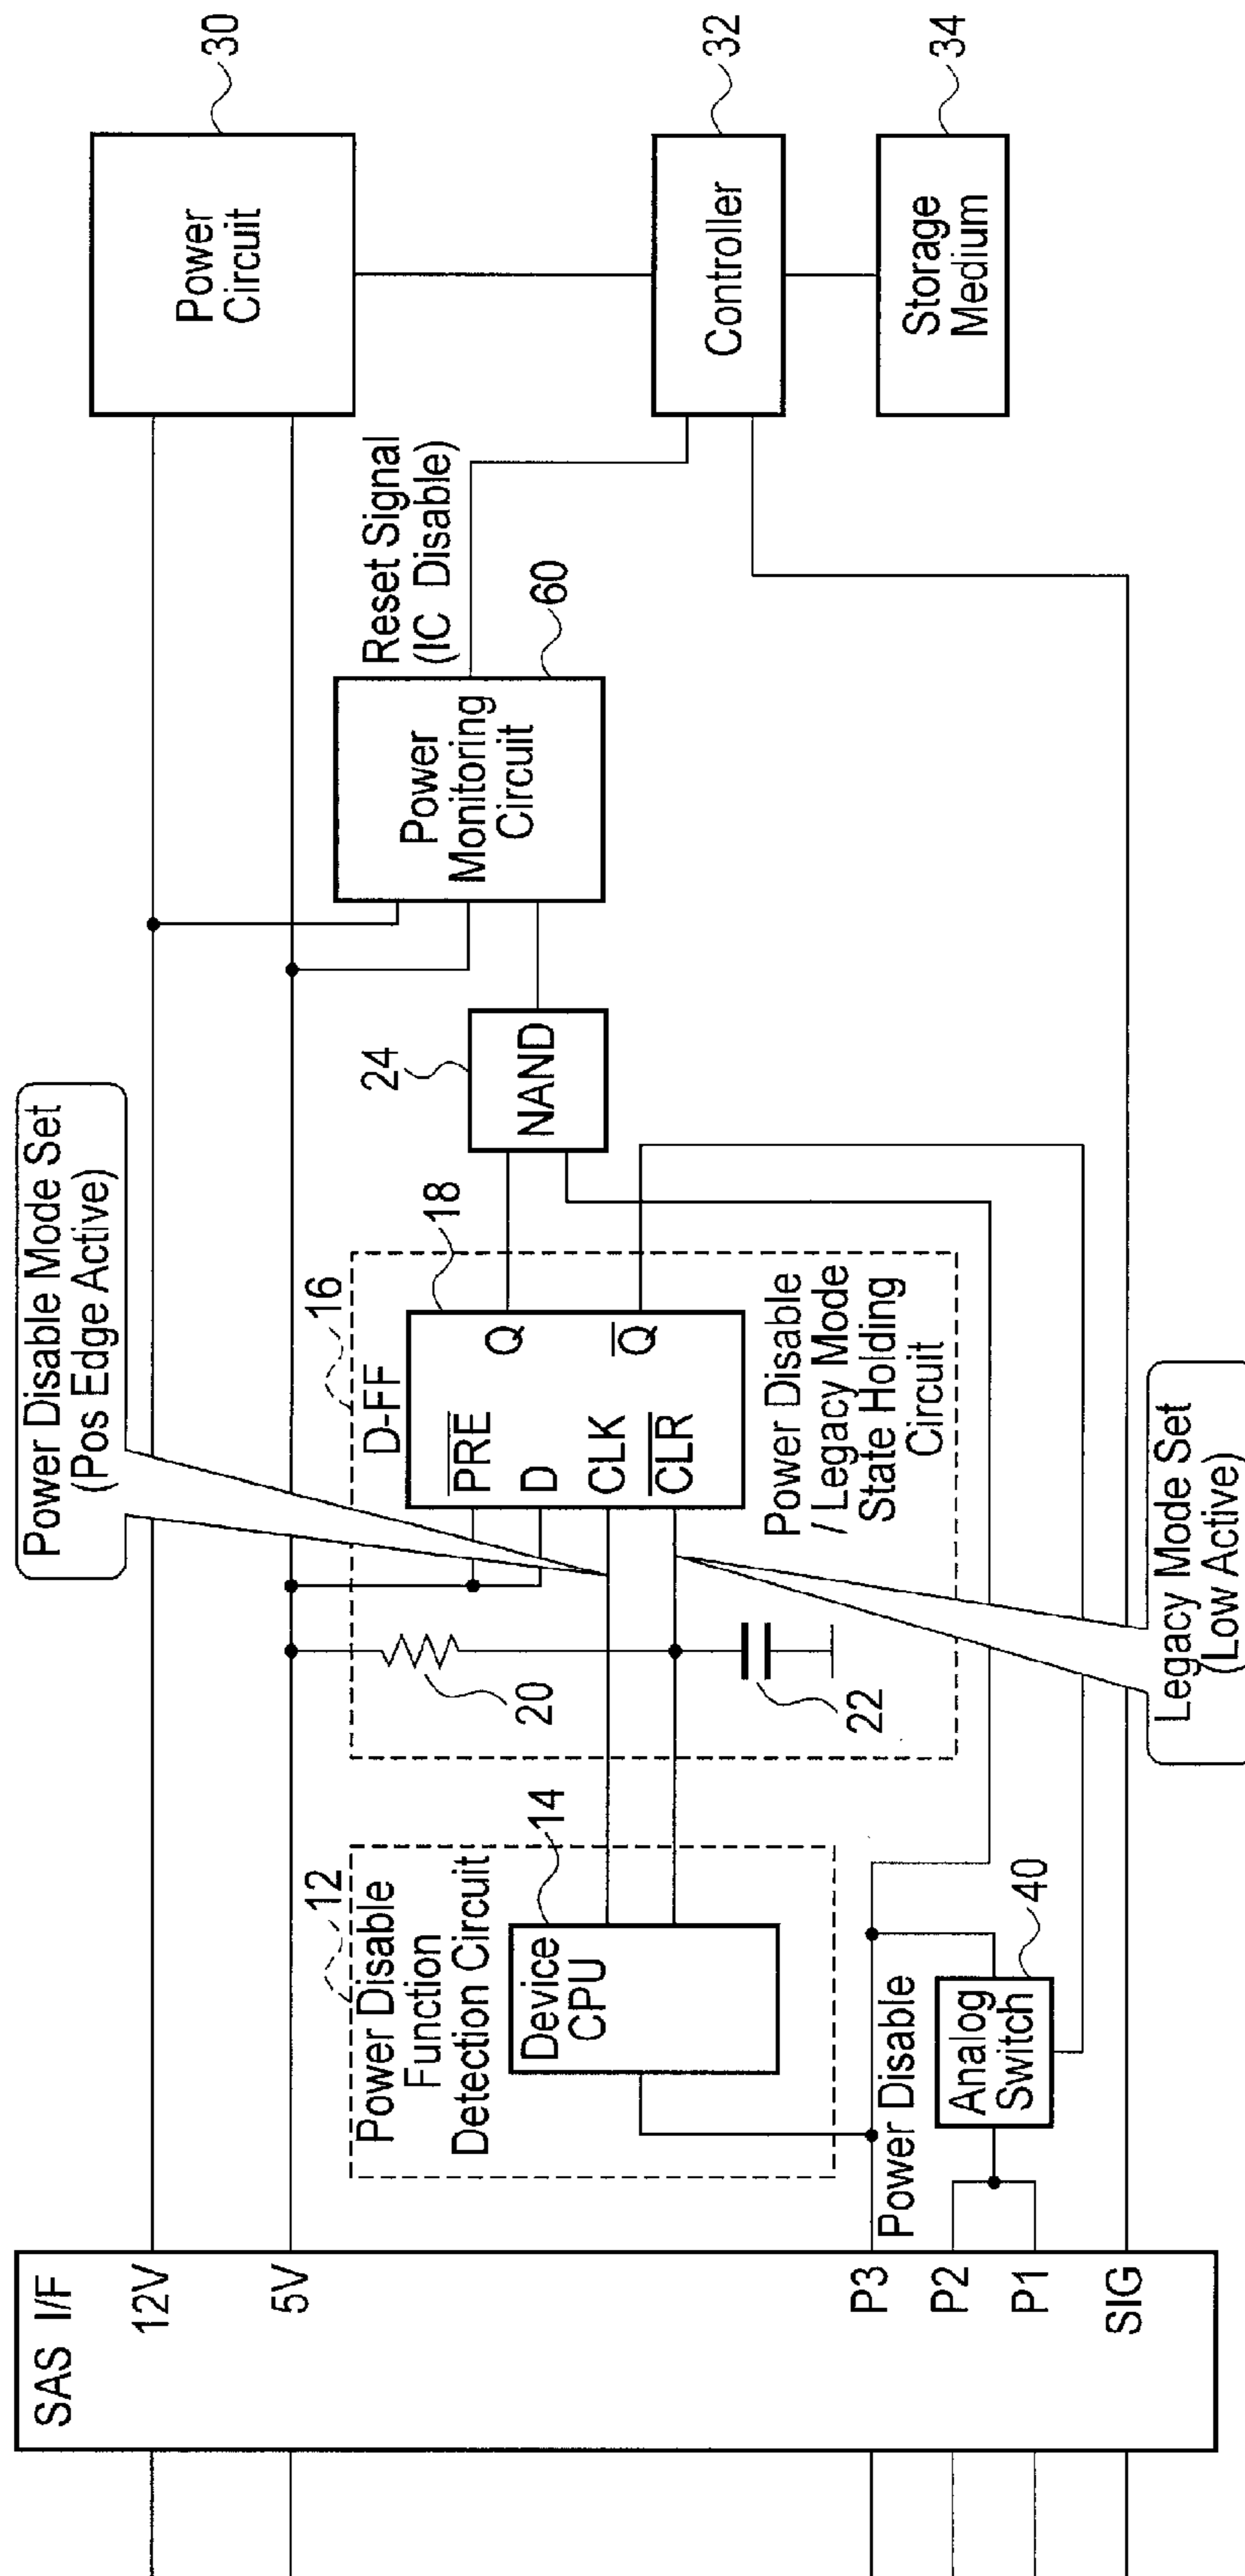 SAS I/F
12V
5V
P3
P2
P1
SIG
12
Power Disable
Function
Detection Circuit
Device
CPU
14
Power Disable
Analog
Switch
40
Power Disable Mode Set
(Pos Edge Active)
16
D-FF
18
PRE
D
CLK
CLR
Q
Q
20
22
Power Disable
/ Legacy Mode
State Holding
Circuit
Legacy Mode Set
(Low Active)
24
NAND
Power
Monitoring
Circuit
60
Reset Signal
(IC Disable)
Power
Circuit
30
Controller
32
Storage
Medium
34